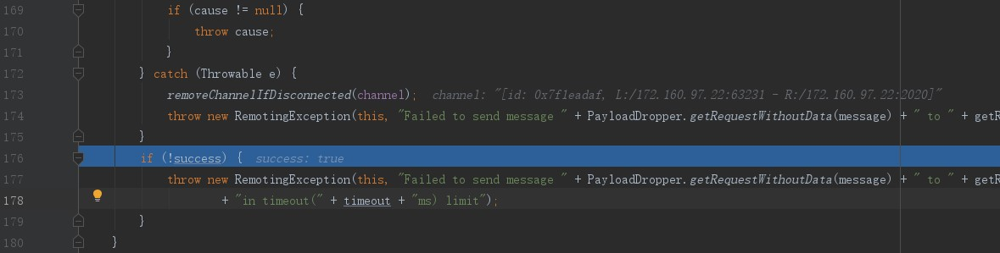 169 if (cause != null) {
170 throw cause;
171 }
172 } catch (Throwable e) {
173 removeChannelIfDisconnected(channel); channel: "[id: 0x7f1eadaf, L:/172.160.97.22:63231 - R:/172.160.97.22:2020]"
174 throw new RemotingException(this, "Failed to send message " + PayloadDropper.getRequestWithoutData(message) + " to " + getR
175 }
176 if (!success) { success: true
177 throw new RemotingException(this, "Failed to send message " + PayloadDropper.getRequestWithoutData(message) + " to " + getR
178 + "in timeout(" + timeout + "ms) limit");
179 }
180 }